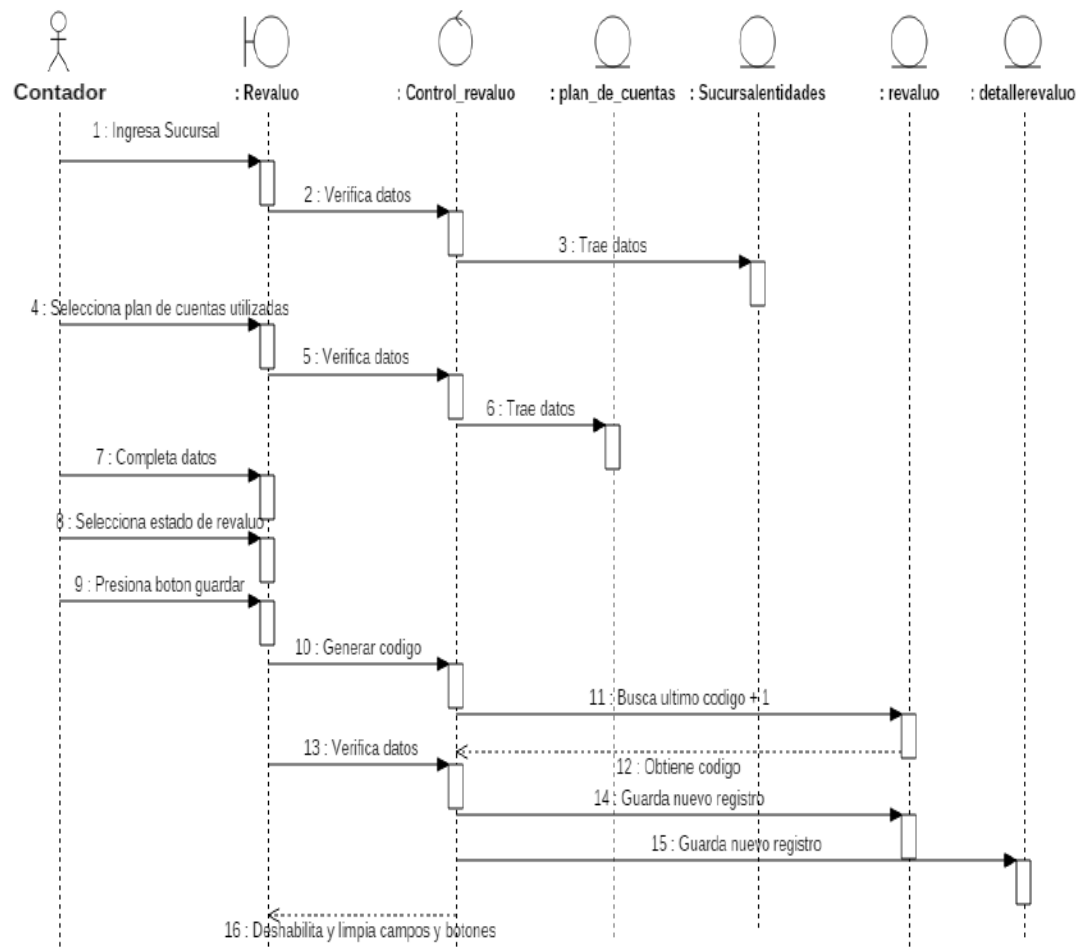 Contador
: Revaluo
: Control_revaluo
: plan_de_cuentas
: Sucursalentidades
: revaluo
: detallerevaluo
1 : Ingresa Sucursal
2 : Verifica datos
3 : Trae datos
4 : Selecciona plan de cuentas utilizadas
5 : Verifica datos
6 : Trae datos
7 : Completa datos
8 : Selecciona estado de revaluo
9 : Presiona boton guardar
10 : Generar codigo
11 : Busca ultimo codigo + 1
13 : Verifica datos
12 : Obtiene codigo
14 : Guarda nuevo registro
15 : Guarda nuevo registro
16 : Deshabilita y limpia campos y botones